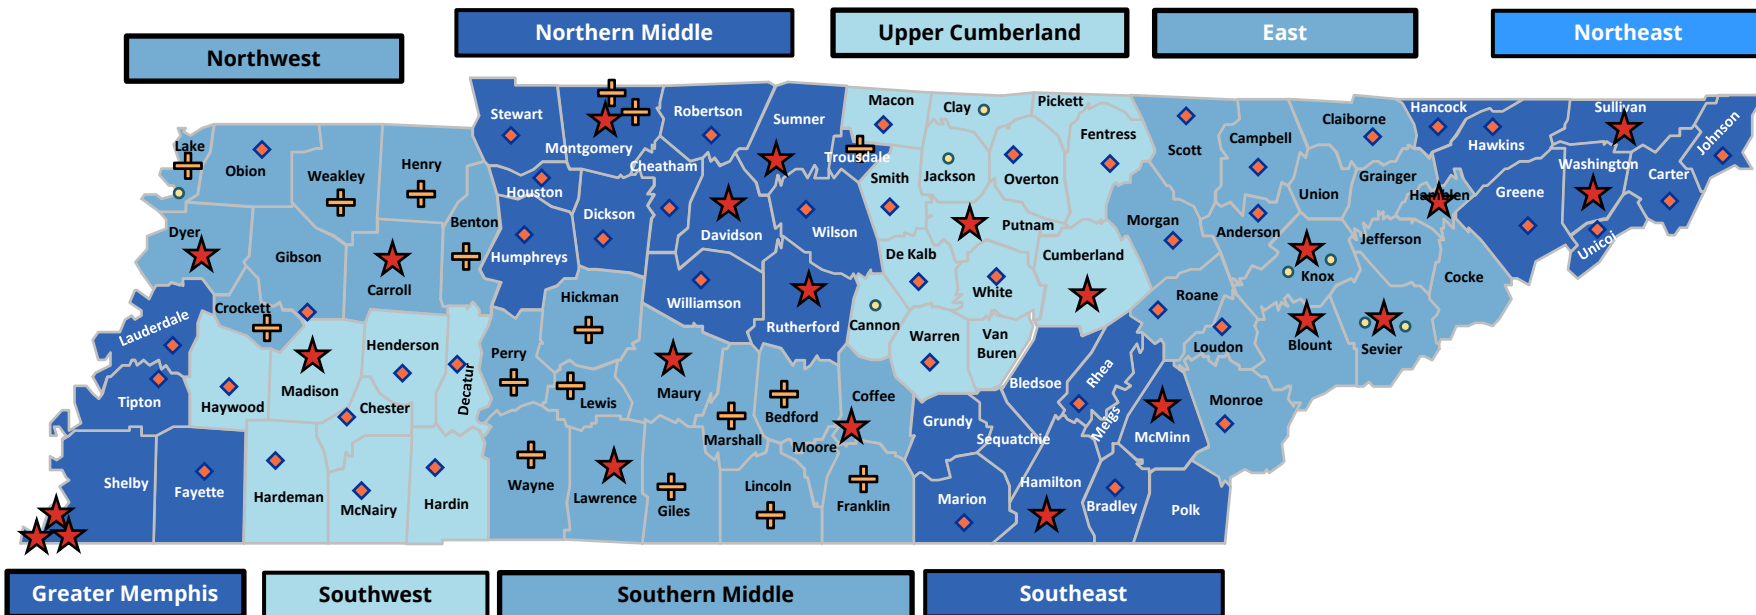 Northern Middle
Upper Cumberland
East
Northeast
Northwest
Macon
Clay
Pickett
Hancock
Sullivan
Stewart
Robertson
Sumner
Fentress
Campbell
Claiborne
Johnson
Lake
Obion
Weakley
Henry
Montgomery
Cheatham
Trousdale
Scott
Hawkins
Washington
Houston
Smith
Jackson
Overton
Union
Grainger
Hamblen
Greene
Carter
Dyer
Benton
Dickson
Davidson
Wilson
Putnam
Morgan
Anderson
Jefferson
Unicoi
Gibson
Carroll
Humphreys
De Kalb
Cumberland
Knox
Cocke
Crockett
Hickman
Williamson
White
Roane
Lauderdale
Rutherford
Cannon
Warren
Van
Buren
Loudon
Blount
Sevier
Henderson
Perry
Madison
Decatur
Lewis
Maury
Coffee
Bledsoe
Rhea
Tipton
Haywood
Chester
Marshall
Bedford
Moore
Grundy
Sequatchie
Meigs
McMinn
Monroe
Shelby
Fayette
Hardeman
McNairy
Hardin
Wayne
Lawrence
Giles
Lincoln
Franklin
Marion
Hamilton
Bradley
Polk
Greater Memphis
Southwest
Southern Middle
Southeast